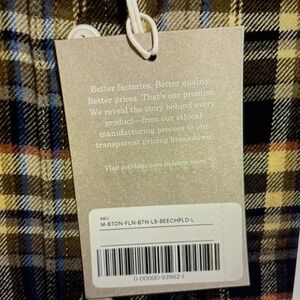 Better factories. Better quality.
Better prices. That's our promise.
We reveal the story behind every
product—from our ethical
manufacturing process to our
transparent pricing breakdown.
Visit everlane.com to learn more.
SKU
M-BTDN-FLN-BTN-LS-BEECHPLD-L
0-00000-93962-1